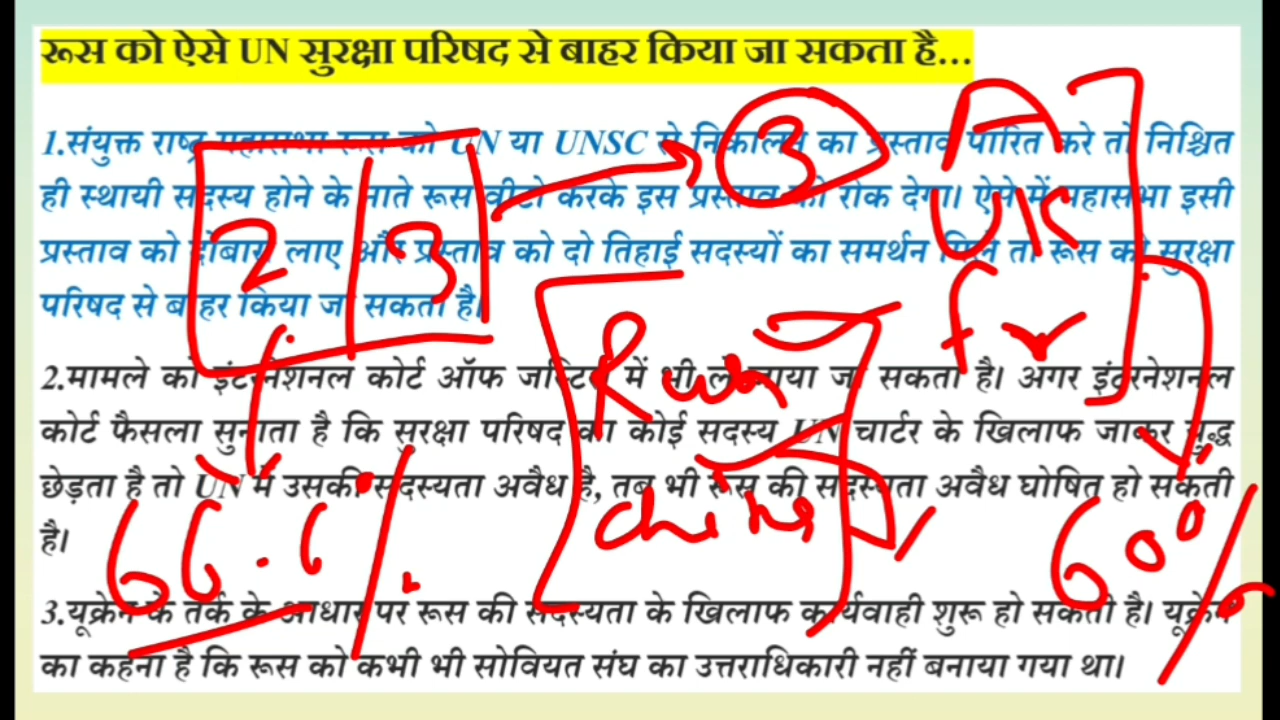 रूस को ऐसे UN सुरक्षा परिषद से बाहर किया जा सकता है...
1.संयुक्त राष्ट्र महासभा रूस को UN या UNSC से निकालने का प्रस्ताव पारित करे तो निश्चित
ही स्थायी सदस्य होने के नाते रूस वीटो करके इस प्रस्ताव को रोक देगा। ऐसे में महासभा इसी
प्रस्ताव को दोबारा लाए और प्रस्ताव को दो तिहाई सदस्यों का समर्थन मिले तो रूस को सुरक्षा
परिषद से बाहर किया जा सकता है।
2.मामले को इंटरनेशनल कोर्ट ऑफ जस्टिस में भी ले जाया जा सकता है। अगर इंटरनेशनल
कोर्ट फैसला सुनाता है कि सुरक्षा परिषद का कोई सदस्य UN चार्टर के खिलाफ जाकर युद्ध
छेड़ता है तो UN में उसकी सदस्यता अवैध है, तब भी रूस की सदस्यता अवैध घोषित हो सकती
है।
3.यूक्रेन के तर्क के आधार पर रूस की सदस्यता के खिलाफ कार्यवाही शुरू हो सकती है। यूक्रेन
का कहना है कि रूस को कभी भी सोवियत संघ का उत्तराधिकारी नहीं बनाया गया था।
2 3
3
A
UK
fr
China
66.6%
60%